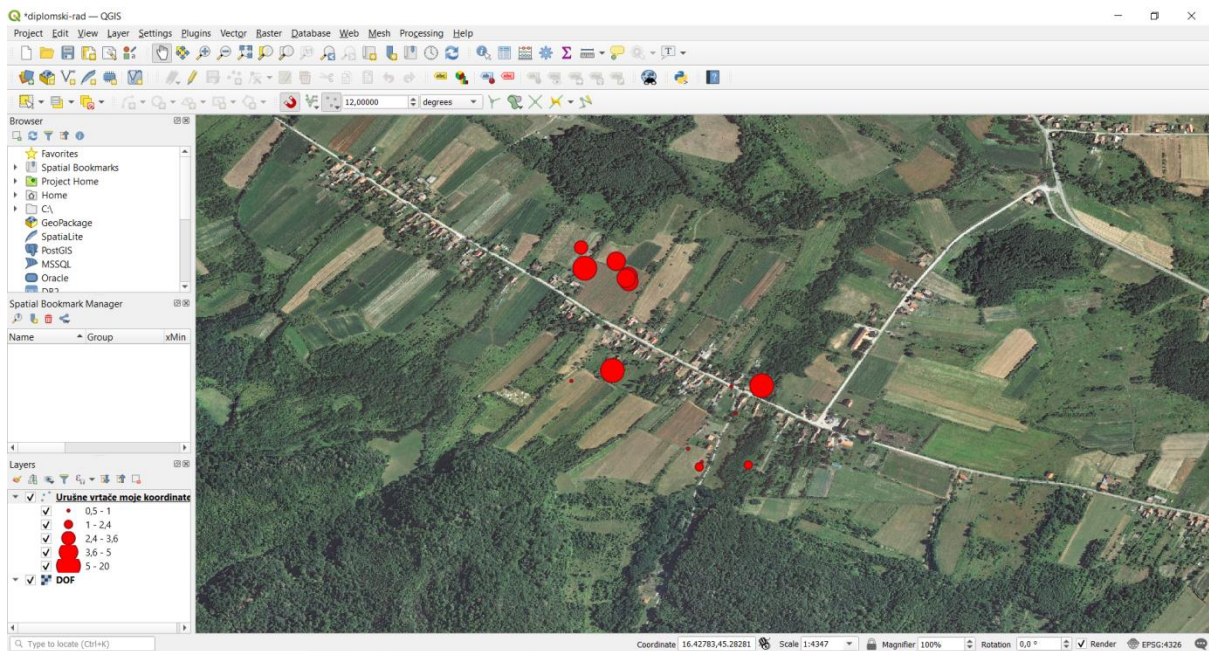 *diplomski-rad — QGIS
Project Edit View Layer Settings Plugins Vector Raster Database Web Mesh Processing Help
12,00000 degrees
Browser
Favorites
Spatial Bookmarks
Project Home
Home
C:\
GeoPackage
SpatiaLite
PostGIS
MSSQL
Oracle
DB2
Spatial Bookmark Manager
Name Group xMin
Layers
Urušne vrtače moje koordinate
0,5 - 1
1 - 2,4
2,4 - 3,6
3,6 - 5
5 - 20
DOF
Type to locate (Ctrl+K) Coordinate 16.42783,45.28281 Scale 1:4347 Magnifier 100% Rotation 0,0 ° Render EPSG:4326